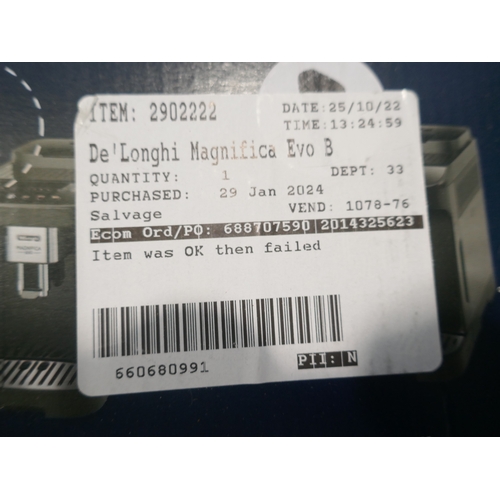 ITEM: 2902222
DATE:25/10/22
TIME:13:24:59
De'Longhi Magnifica Evo B
QUANTITY: 1 DEPT: 33
PURCHASED: 29 Jan 2024
Salvage VEND: 1078-76
Ecom Ord/PO: 688707590 2014325623
Item was OK then failed
660680991
PII: N